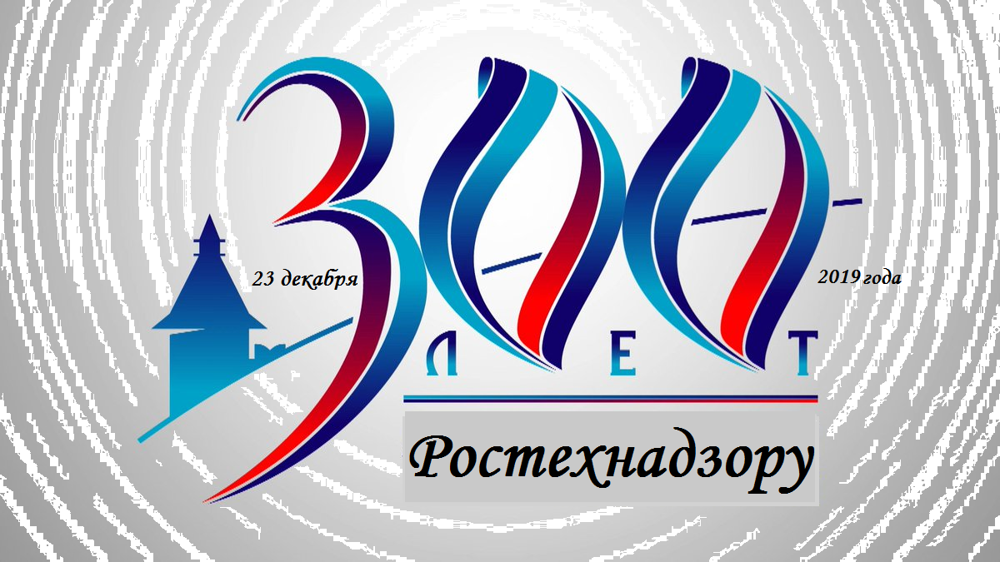 300
23 декабря
2019 года
ЛЕТ
Ростехнадзору